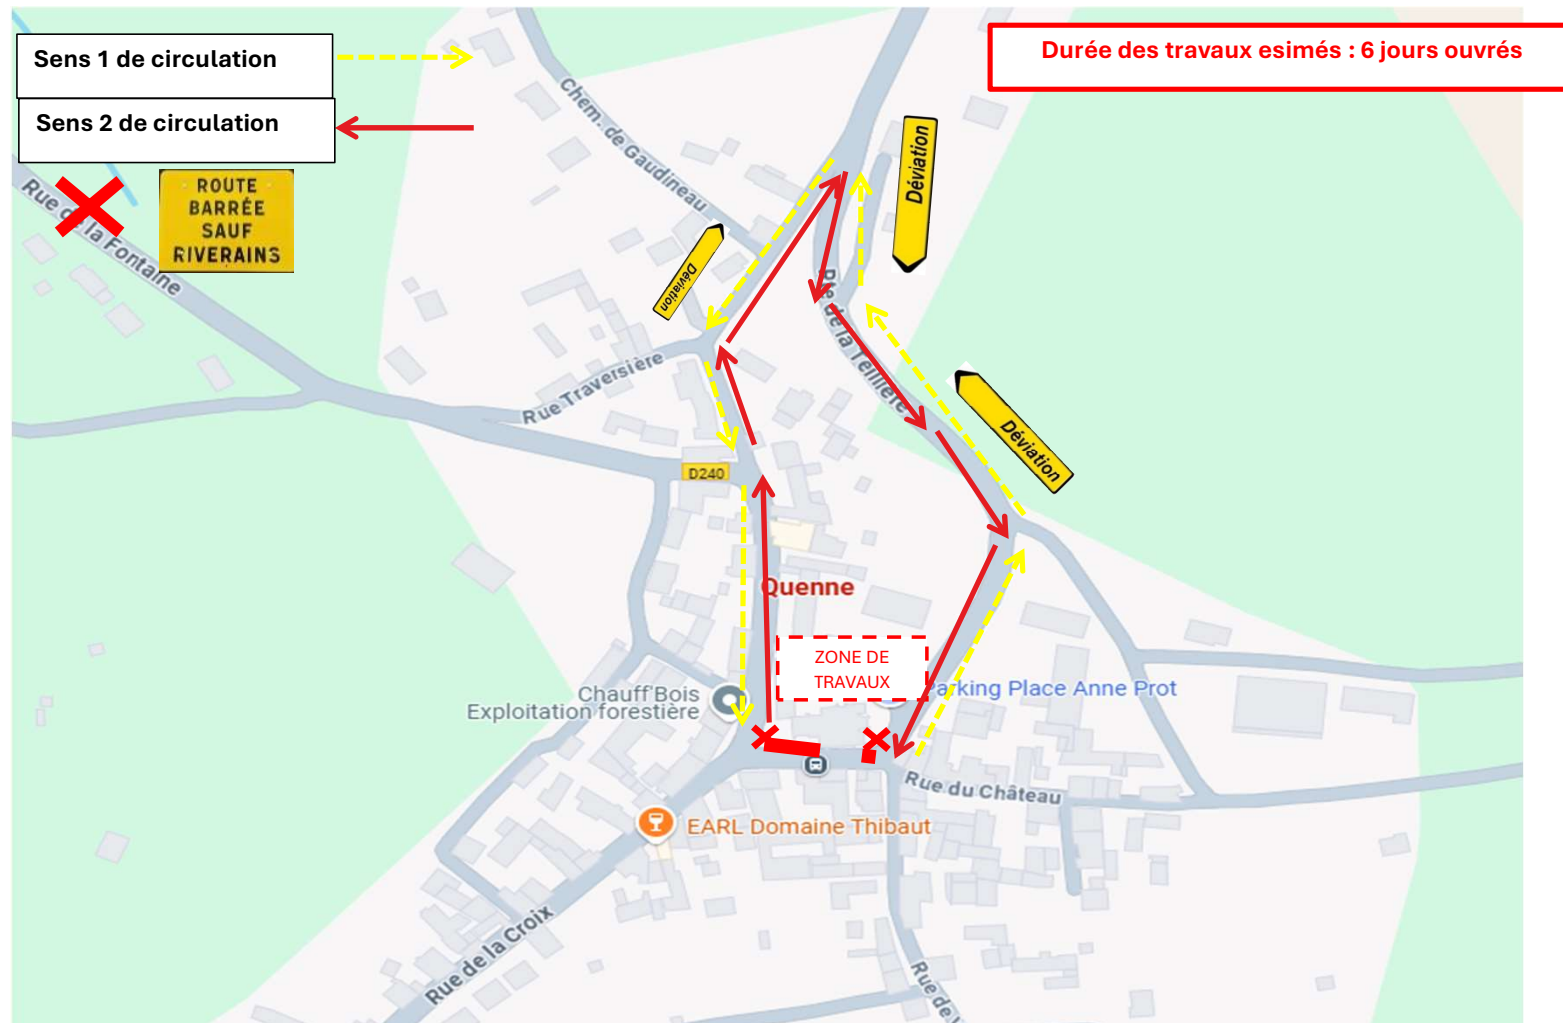 Sens 1 de circulation
Sens 2 de circulation
Durée des travaux esimés : 6 jours ouvrés
ROUTE
BARRÉE
SAUF
RIVERAINS
Rue de la Fontaine
Chem. de Gaudineau
Déviation
Déviation
Rte de la Teillère
Rue Traversière
Déviation
D240
Quenne
ZONE DE
TRAVAUX
Chauff'Bois
Exploitation forestière
Parking Place Anne Prot
Rue du Château
EARL Domaine Thibaut
Rue de la Croix
Rue de